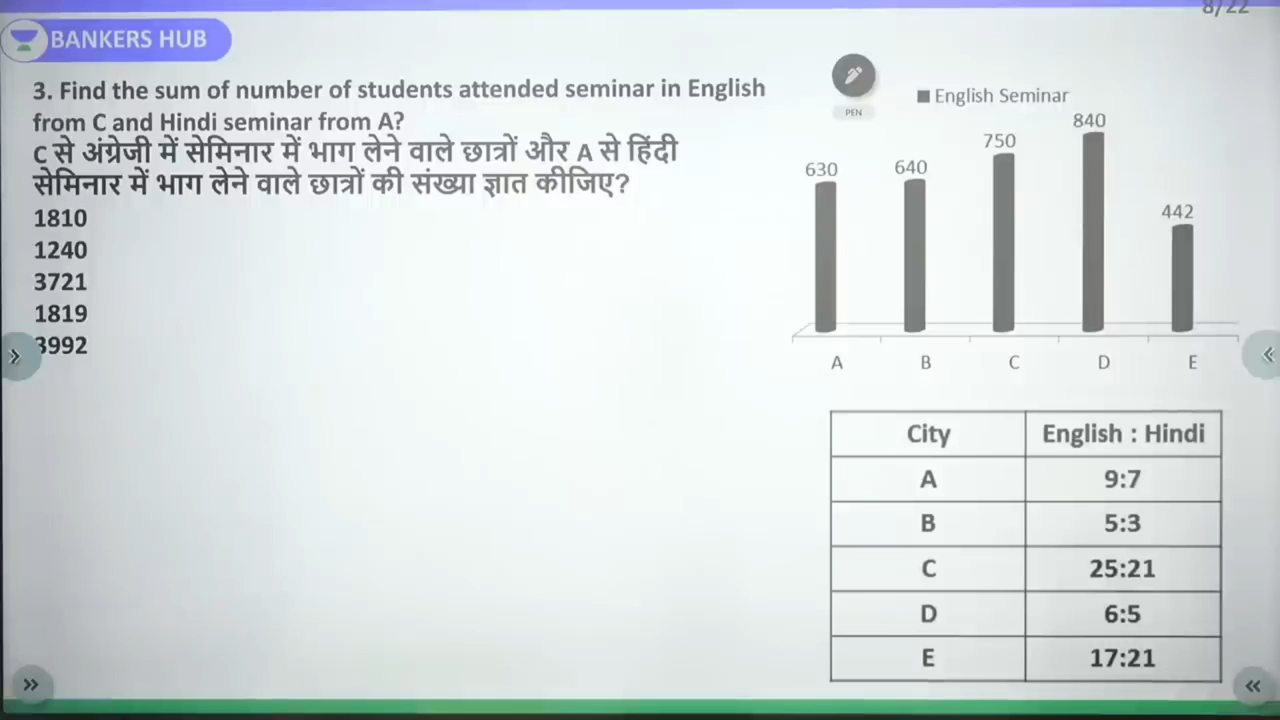 8/22
BANKERS HUB
3. Find the sum of number of students attended seminar in English
from C and Hindi seminar from A?
C से अंग्रेजी में सेमिनार में भाग लेने वाले छात्रों और A से हिंदी
सेमिनार में भाग लेने वाले छात्रों की संख्या ज्ञात कीजिए?
1810
1240
3721
1819
3992
PEN
English Seminar
630
640
750
840
442
A
B
C
D
E
City English : Hindi
A 9:7
B 5:3
C 25:21
D 6:5
E 17:21